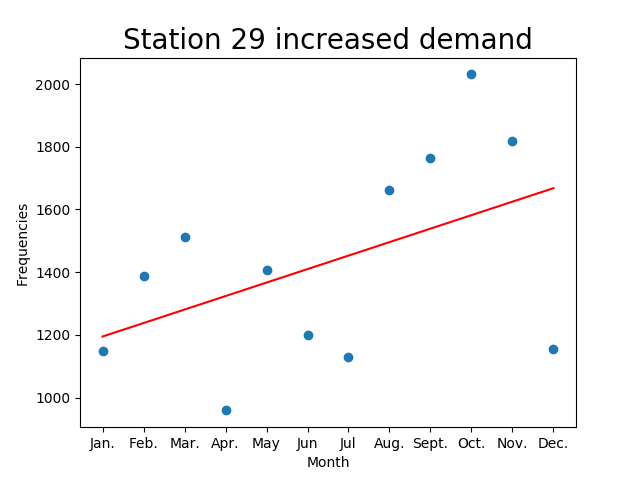 Station 29 increased demand
2000
1800
1600
1400
1200
1000
Frequencies
Jan. Feb. Mar. Apr. May Jun Jul Aug. Sept. Oct. Nov. Dec.
Month